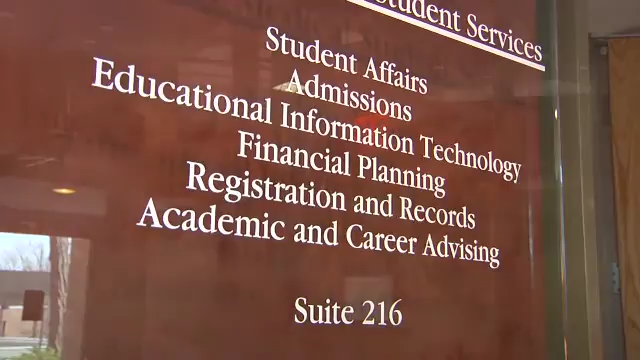 Student Services
Student Affairs
Admissions
Educational Information Technology
Financial Planning
Registration and Records
Academic and Career Advising
Suite 216